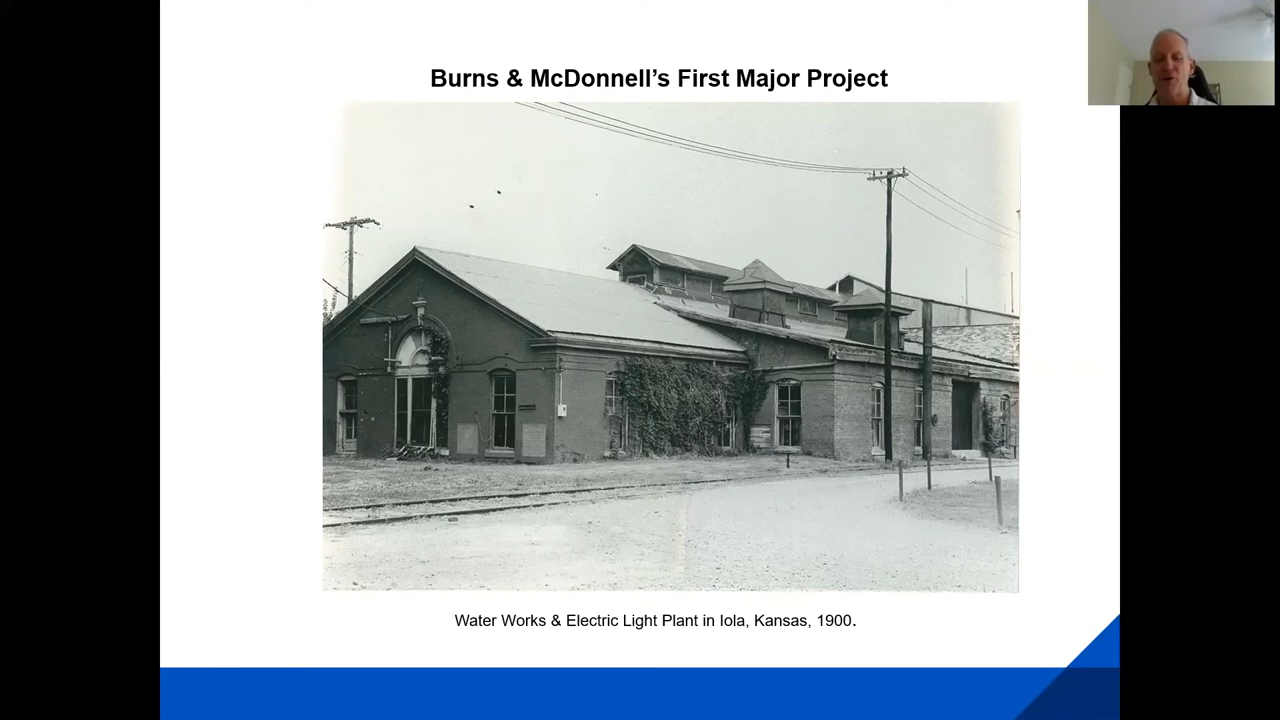 Burns & McDonnell’s First Major Project
Water Works & Electric Light Plant in Iola, Kansas, 1900.